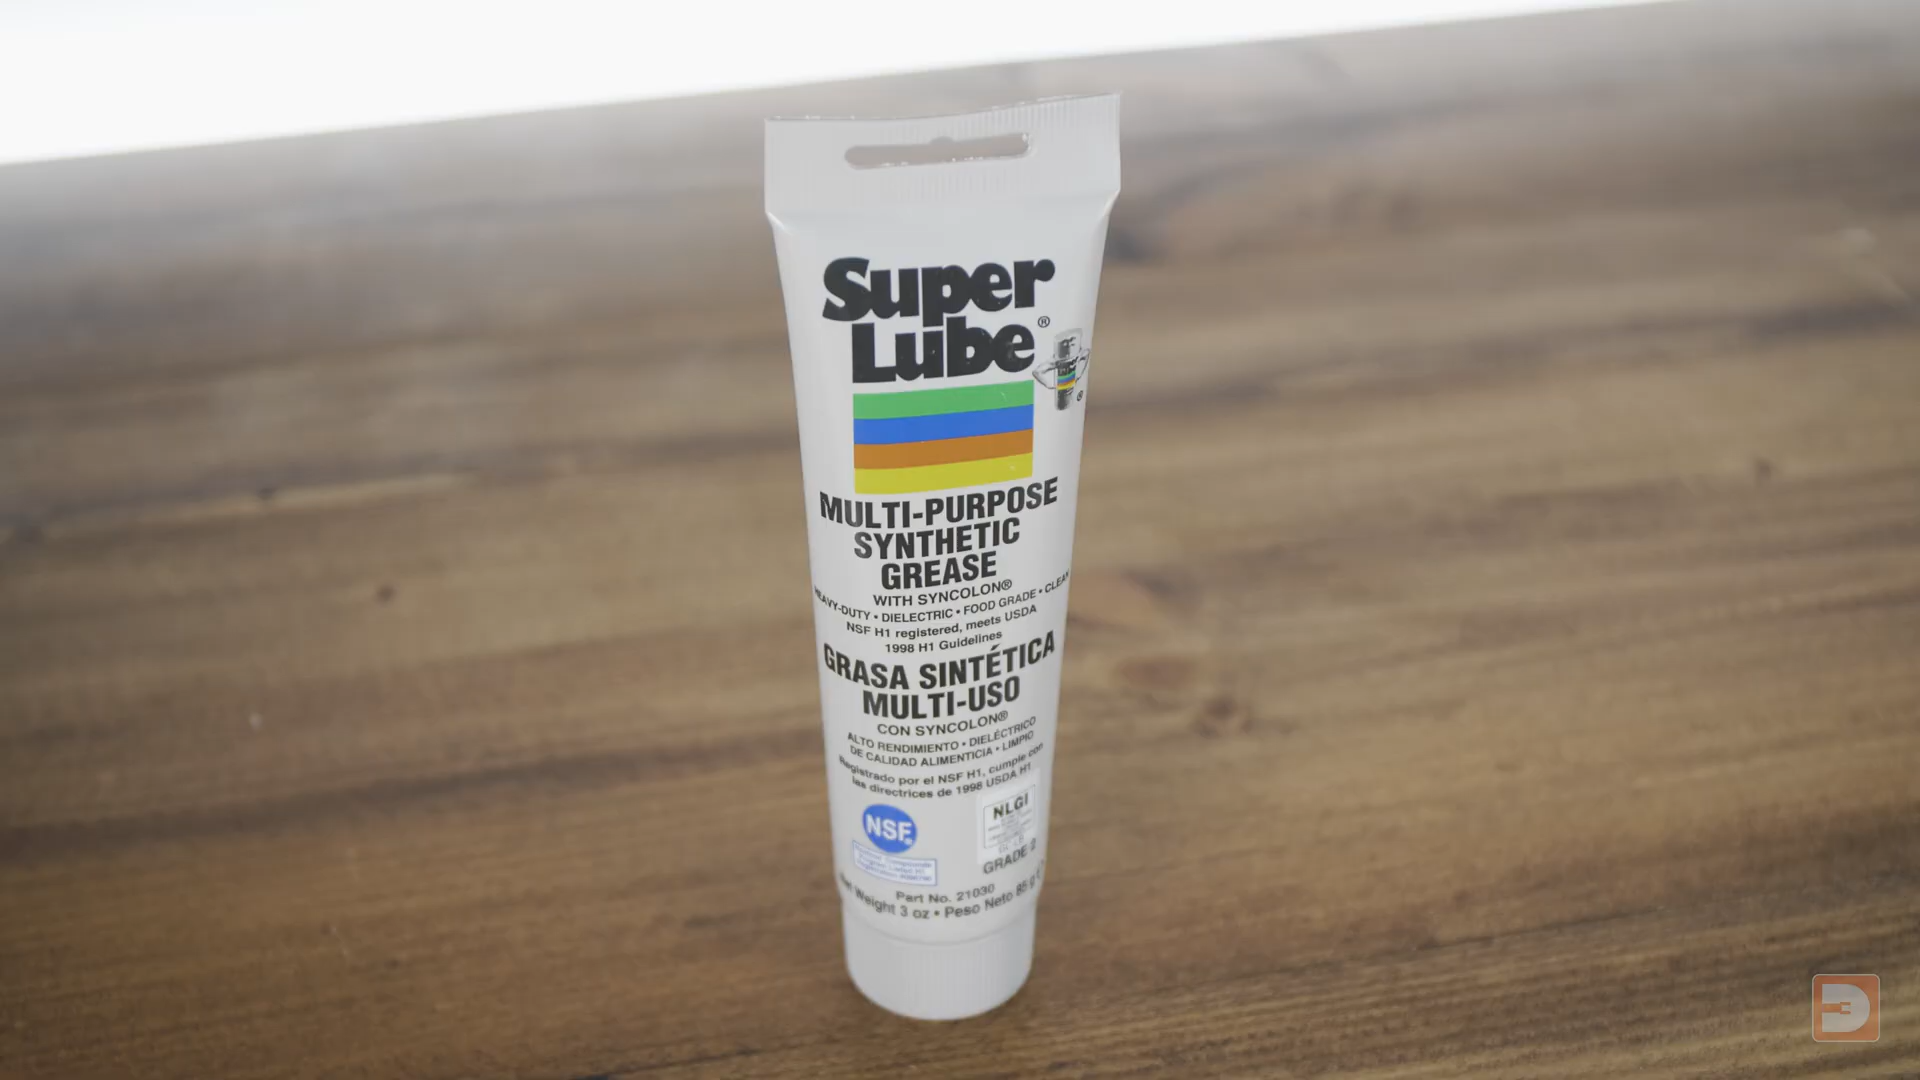 Super
Lube®
MULTI-PURPOSE
SYNTHETIC
GREASE
WITH SYNCOLON®
HEAVY-DUTY • DIELECTRIC • FOOD GRADE • CLEAN
NSF H1 registered, meets USDA
1998 H1 Guidelines
GRASA SINTÉTICA
MULTI-USO
CON SYNCOLON®
ALTO RENDIMIENTO • DIELÉCTRICO
DE CALIDAD ALIMENTICIA • LIMPIO
Registrado por el NSF H1, cumple con
las directrices de 1998 USDA H1
NSF®
NLGI
GRADE 2
Part No. 21030
Net Weight 3 oz • Peso Neto 85 g